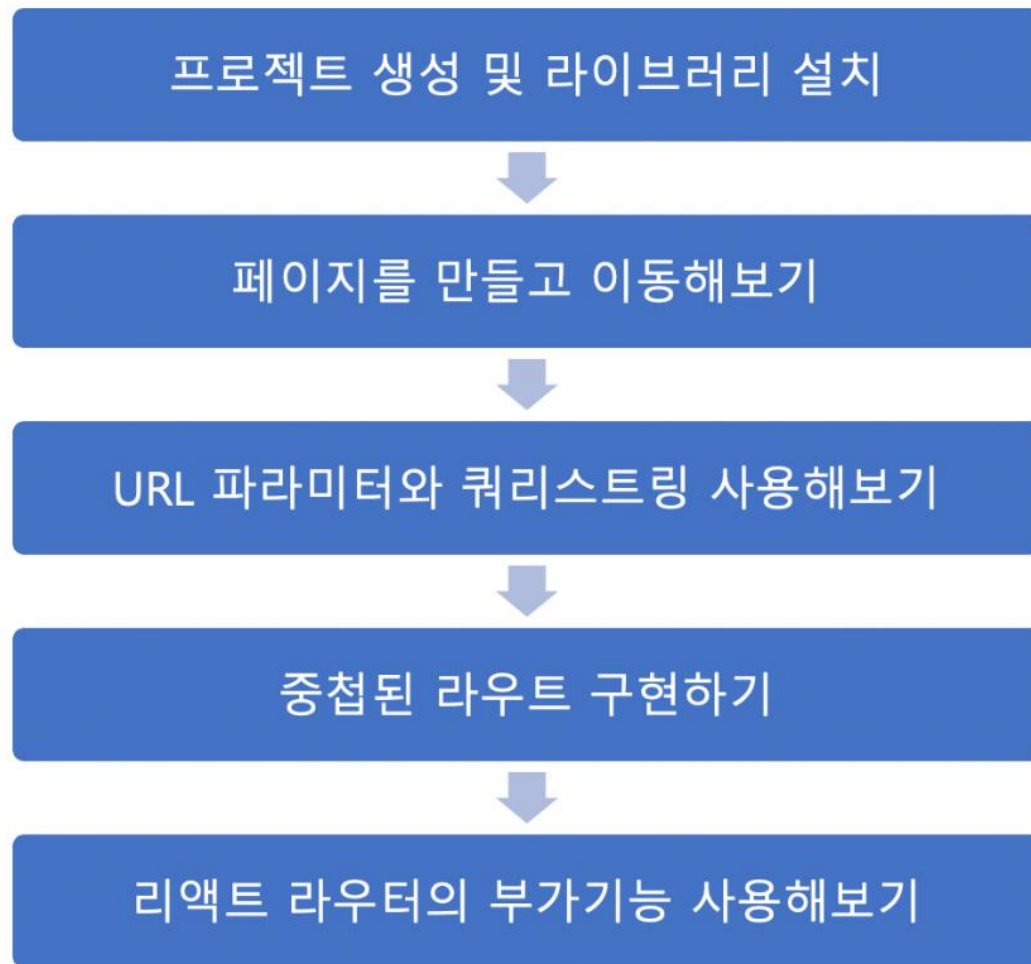 프로젝트 생성 및 라이브러리 설치
페이지를 만들고 이동해보기
URL 파라미터와 쿼리스트링 사용해보기
중첩된 라우트 구현하기
리액트 라우터의 부가기능 사용해보기